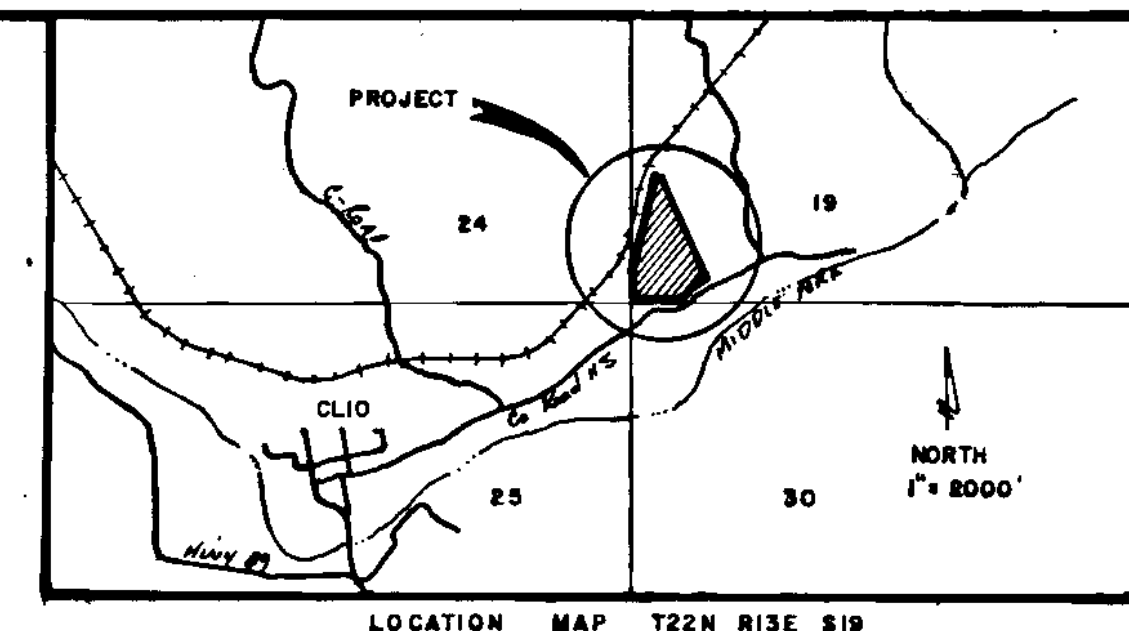 PROJECT
19
24
MIDDLE FORK
CLIO
Co Road
NORTH
1" = 2000'
25
30
Hiwy 89
LOCATION MAP T22N R13E S19